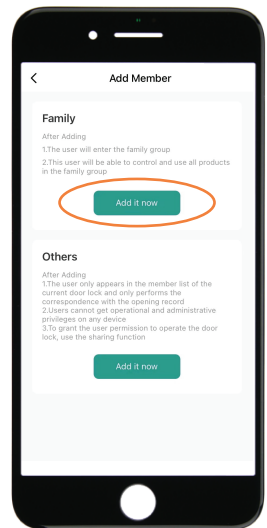 Add Member
Family
After Adding
1.The user will enter the family group
2.This user will be able to control and use all products
in the family group
Add it now
Others
After Adding
1.The user only appears in the member list of the
current door lock and only performs the
correspondence with the opening record
2.Users cannot get operational and administrative
privileges on any device
3.To grant the user permission to operate the door
lock, use the sharing function
Add it now